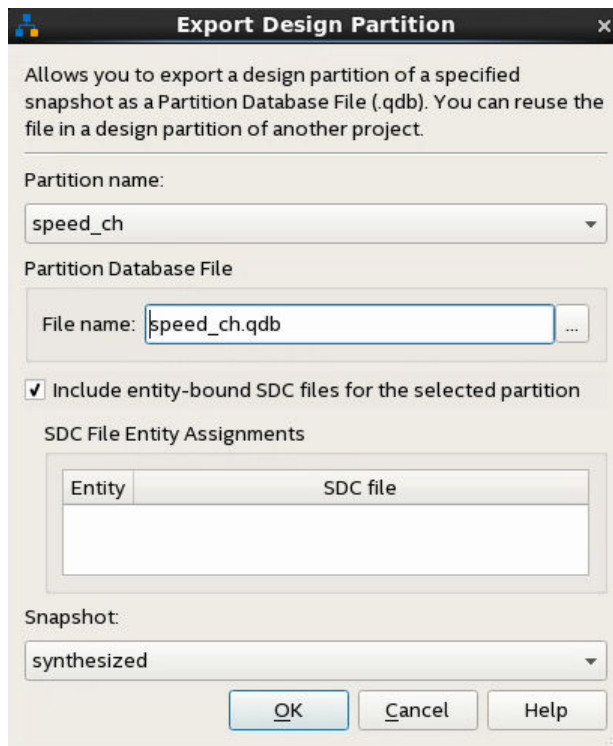 Export Design Partition
Allows you to export a design partition of a specified
snapshot as a Partition Database File (.qdb). You can reuse the
file in a design partition of another project.
Partition name:
speed_ch
Partition Database File
File name: speed_ch.qdb ...
Include entity-bound SDC files for the selected partition
SDC File Entity Assignments
Entity SDC file
Snapshot:
synthesized
OK Cancel Help